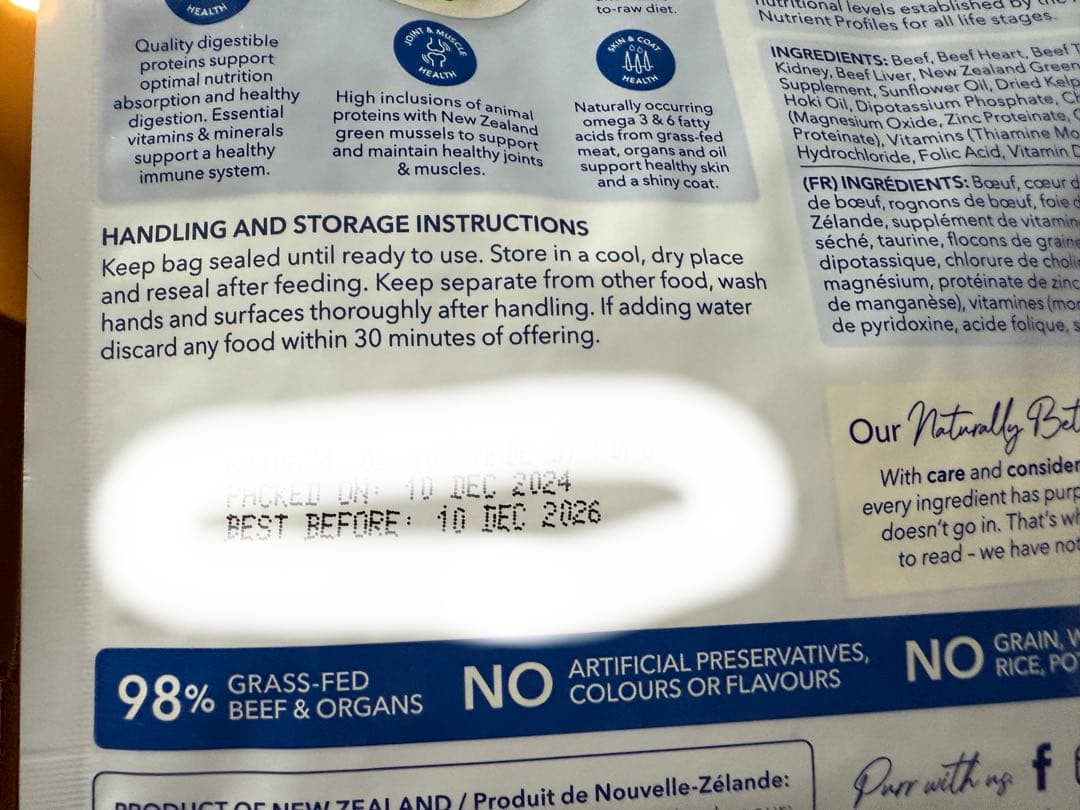 HEALTH
Quality digestible
proteins support
optimal nutrition
absorption and healthy
digestion. Essential
vitamins & minerals
support a healthy
immune system.
JOINT & MUSCLE
HEALTH
High inclusions of animal
proteins with New Zealand
green mussels to support
and maintain healthy joints
& muscles.
to-raw diet.
SKIN & COAT
HEALTH
Naturally occurring
omega 3 & 6 fatty
acids from grass-fed
meat, organs and oil
support healthy skin
and a shiny coat.
nutritional levels established by
Nutrient Profiles for all life stages.
INGREDIENTS: Beef, Beef Heart, Beef
Kidney, Beef Liver, New Zealand Green
Supplement, Sunflower Oil, Dried Kelp
Hoki Oil, Dipotassium Phosphate,
(Magnesium Oxide, Zinc Proteinate,
Proteinate), Vitamins (Thiamine
Hydrochloride, Folic Acid, Vitamin
(FR) INGRÉDIENTS: Bœuf, cœur
de bœuf, rognons de bœuf, foie
Zélande, supplément de
séché, taurine, flocons de
dipotassique, chlorure de
magnésium, protéinate de zinc
de manganèse), vitamines
de pyridoxine, acide folique,
HANDLING AND STORAGE INSTRUCTIONS
Keep bag sealed until ready to use. Store in a cool, dry place
and reseal after feeding. Keep separate from other food, wash
hands and surfaces thoroughly after handling. If adding water
discard any food within 30 minutes of offering.
PACKED ON: 10 DEC 2024
BEST BEFORE: 10 DEC 2026
Our Naturally
With care and
every ingredient has
doesn't go in. That's
to read - we have not
98% GRASS-FED
BEEF & ORGANS
NO ARTIFICIAL PRESERVATIVES,
COLOURS OR FLAVOURS
NO GRAIN,
RICE,
PRODUCT OF NEW ZEALAND / Produit de Nouvelle-Zélande:
Purr with us f